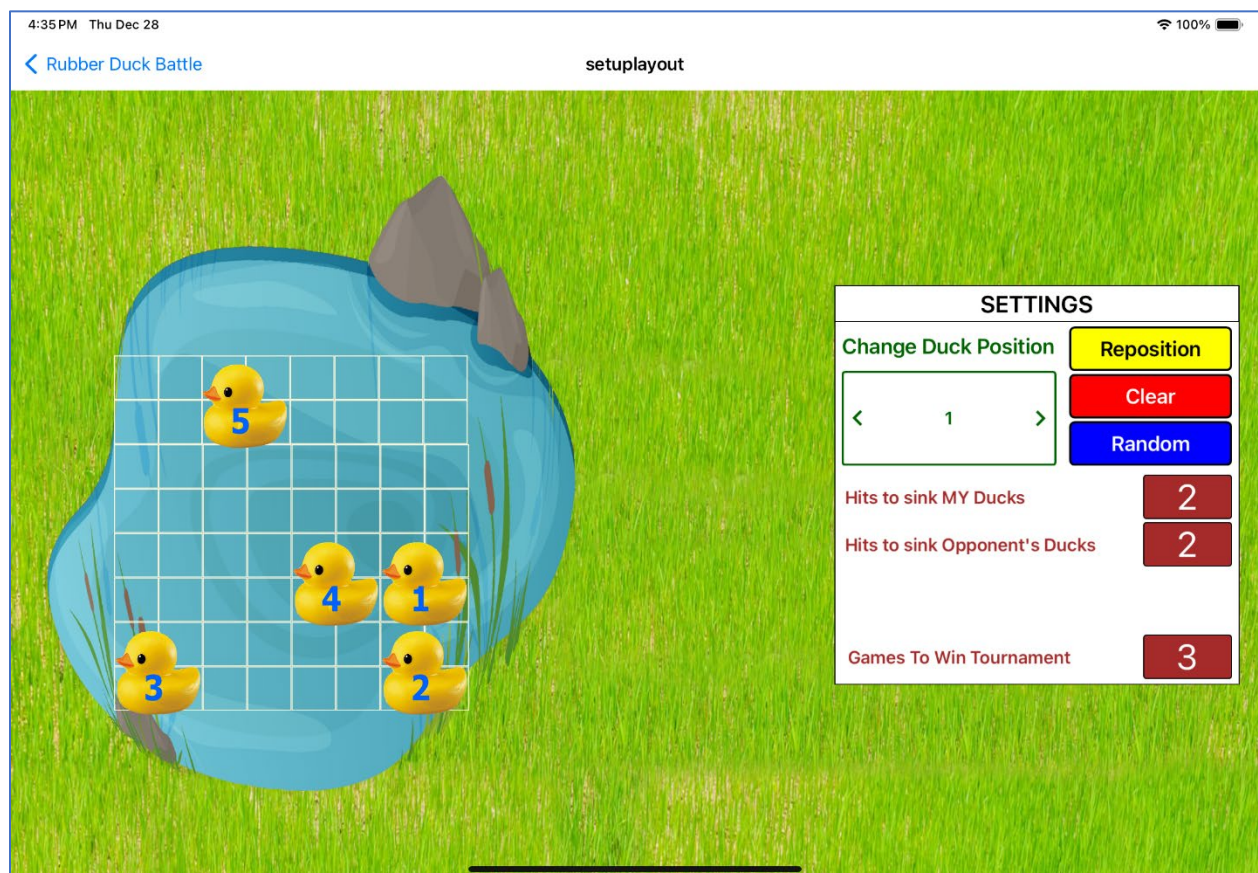 4:35 PM Thu Dec 28
100%
Rubber Duck Battle
setuplayout
SETTINGS
Change Duck Position
Reposition
1
Clear
Random
Hits to sink MY Ducks
2
Hits to sink Opponent's Ducks
2
Games To Win Tournament
3
5
4
1
3
2